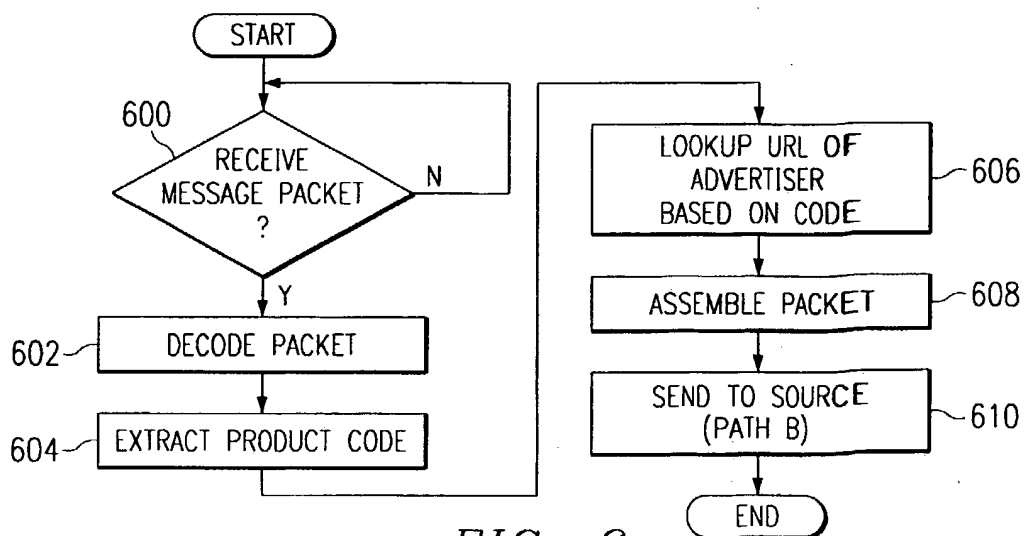 START
600
RECEIVE
MESSAGE PACKET
?
N
Y
602
DECODE PACKET
604
EXTRACT PRODUCT CODE
LOOKUP URL OF
ADVERTISER
BASED ON CODE
606
ASSEMBLE PACKET
608
SEND TO SOURCE
(PATH B)
610
END
FIG.